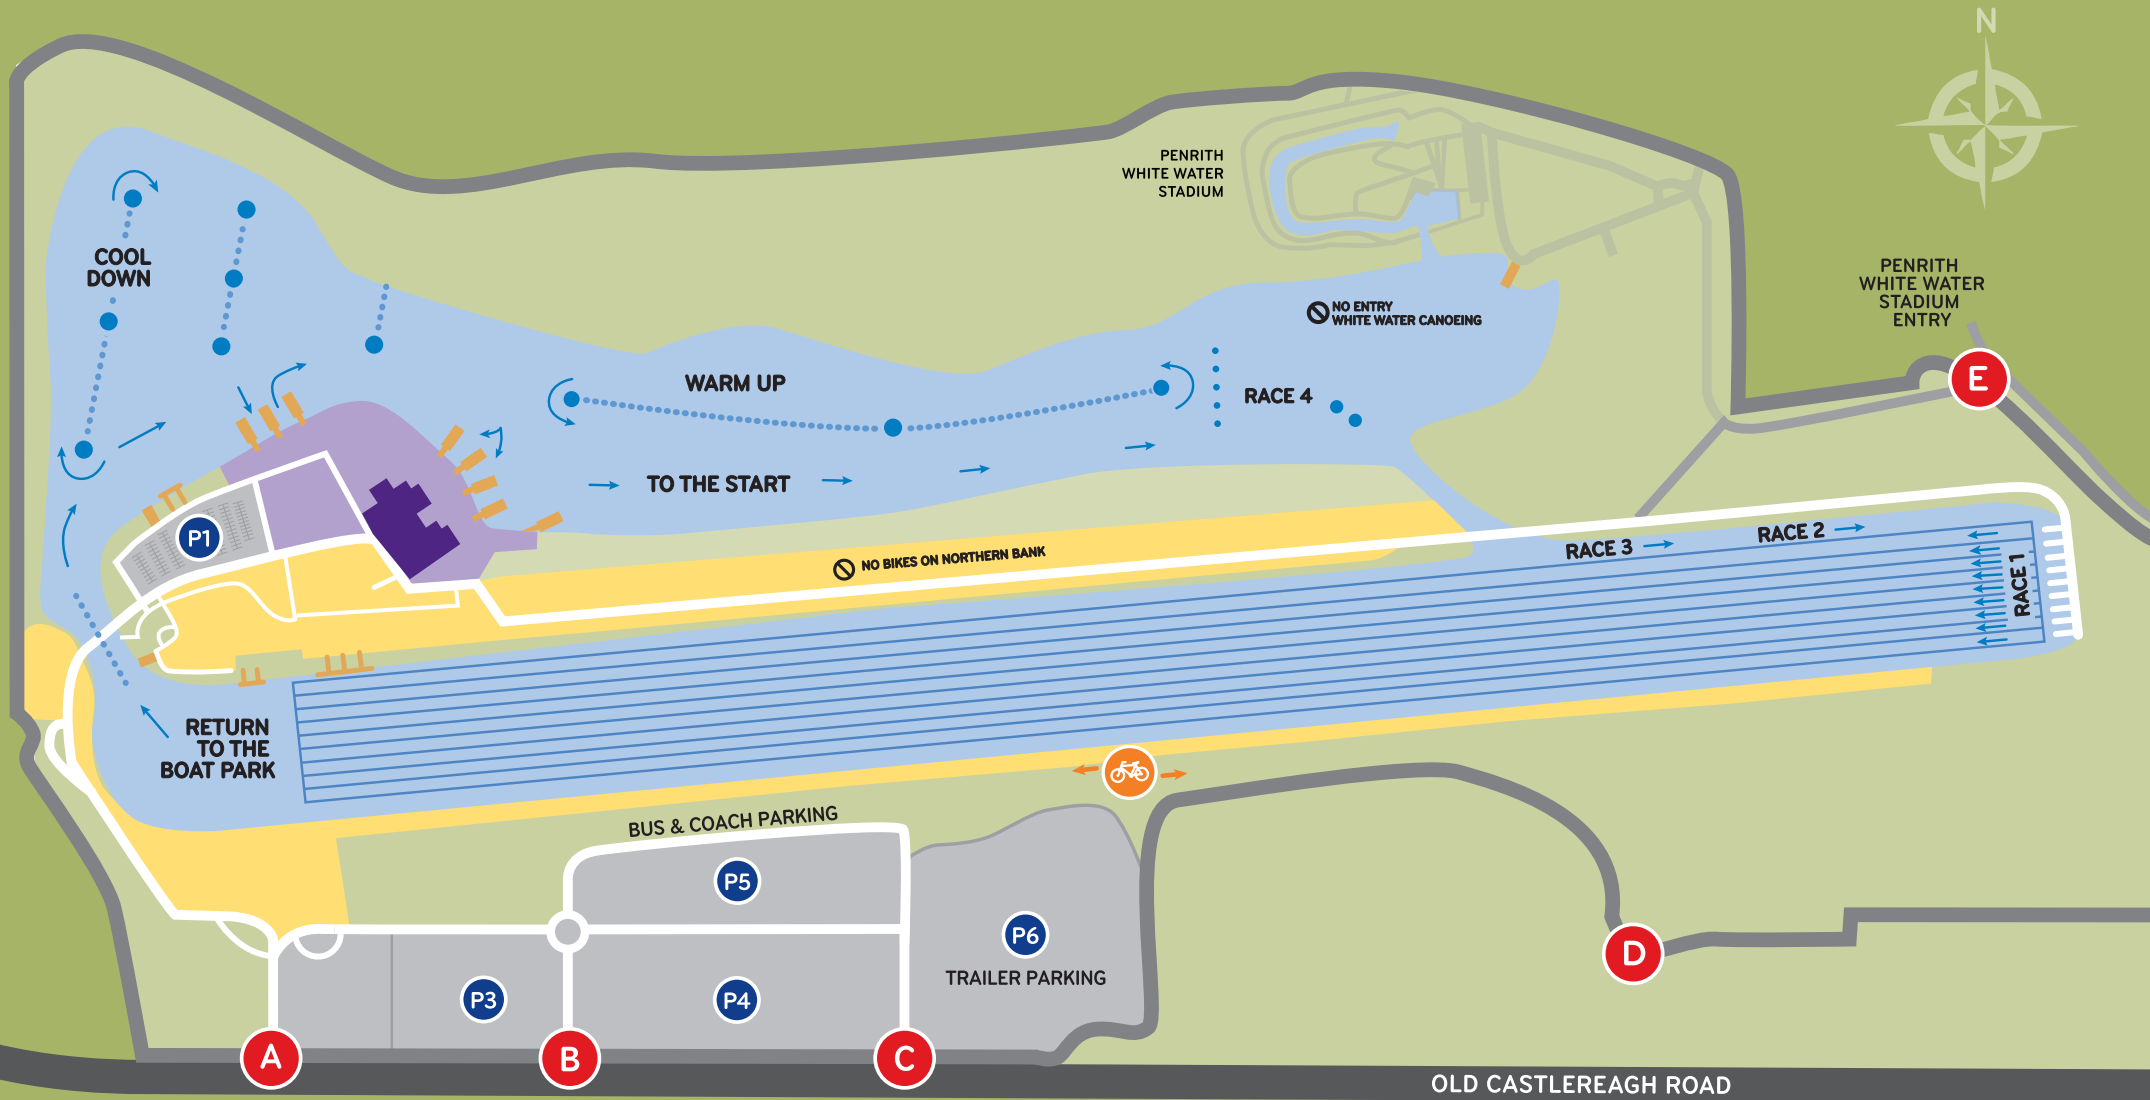 N
PENRITH
WHITE WATER
STADIUM
COOL
DOWN
PENRITH
WHITE WATER
STADIUM
ENTRY
NO ENTRY
WHITE WATER CANOEING
E
WARM UP
RACE 4
TO THE START
P1
NO BIKES ON NORTHERN BANK
RACE 3
RACE 2
RACE 1
RETURN
TO THE
BOAT PARK
BUS & COACH PARKING
P5
P6
TRAILER PARKING
D
P3
P4
A
B
C
OLD CASTLEREAGH ROAD